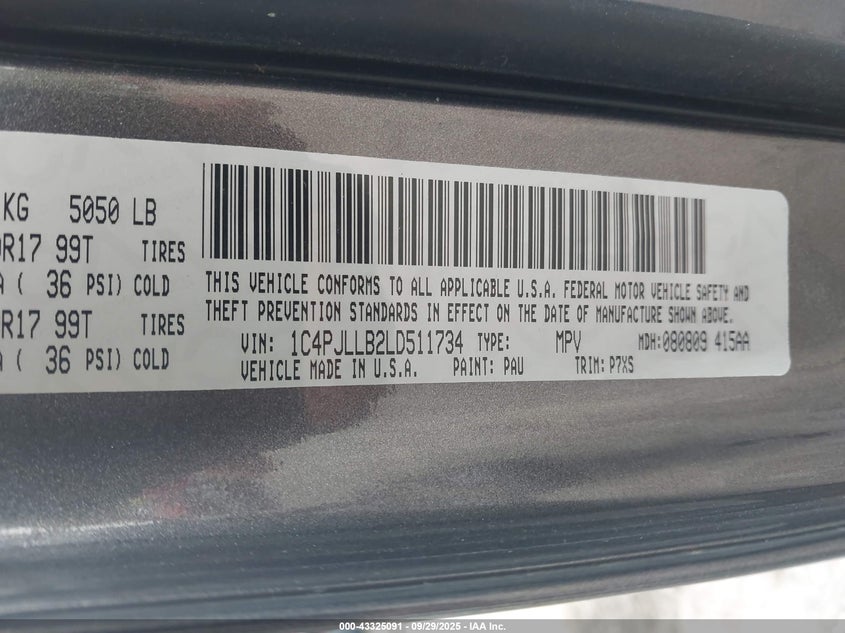 KG 5050 LB
R17 99T TIRES
( 36 PSI) COLD
R17 99T TIRES
( 36 PSI) COLD
THIS VEHICLE CONFORMS TO ALL APPLICABLE U.S.A. FEDERAL MOTOR VEHICLE SAFETY AND
THEFT PREVENTION STANDARDS IN EFFECT ON THE DATE OF MANUFACTURE SHOWN ABOVE.
VIN: 1C4PJLLB2LD511734 TYPE: MPV MDH:080809 415AA
VEHICLE MADE IN U.S.A. PAINT: PAU TRIM: P7XS
000-43325091 - 09/29/2025 - IAA Inc.